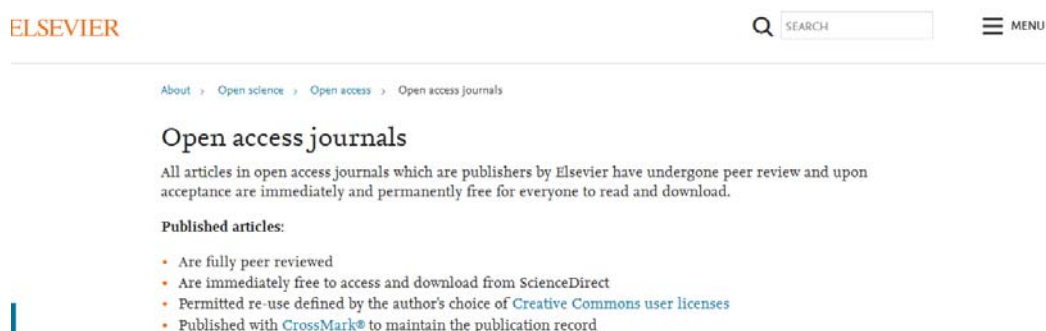 ELSEVIER
SEARCH
MENU
About > Open science > Open access > Open access journals
Open access journals
All articles in open access journals which are publishers by Elsevier have undergone peer review and upon
acceptance are immediately and permanently free for everyone to read and download.
Published articles:
• Are fully peer reviewed
• Are immediately free to access and download from ScienceDirect
• Permitted re-use defined by the author's choice of Creative Commons user licenses
• Published with CrossMark® to maintain the publication record